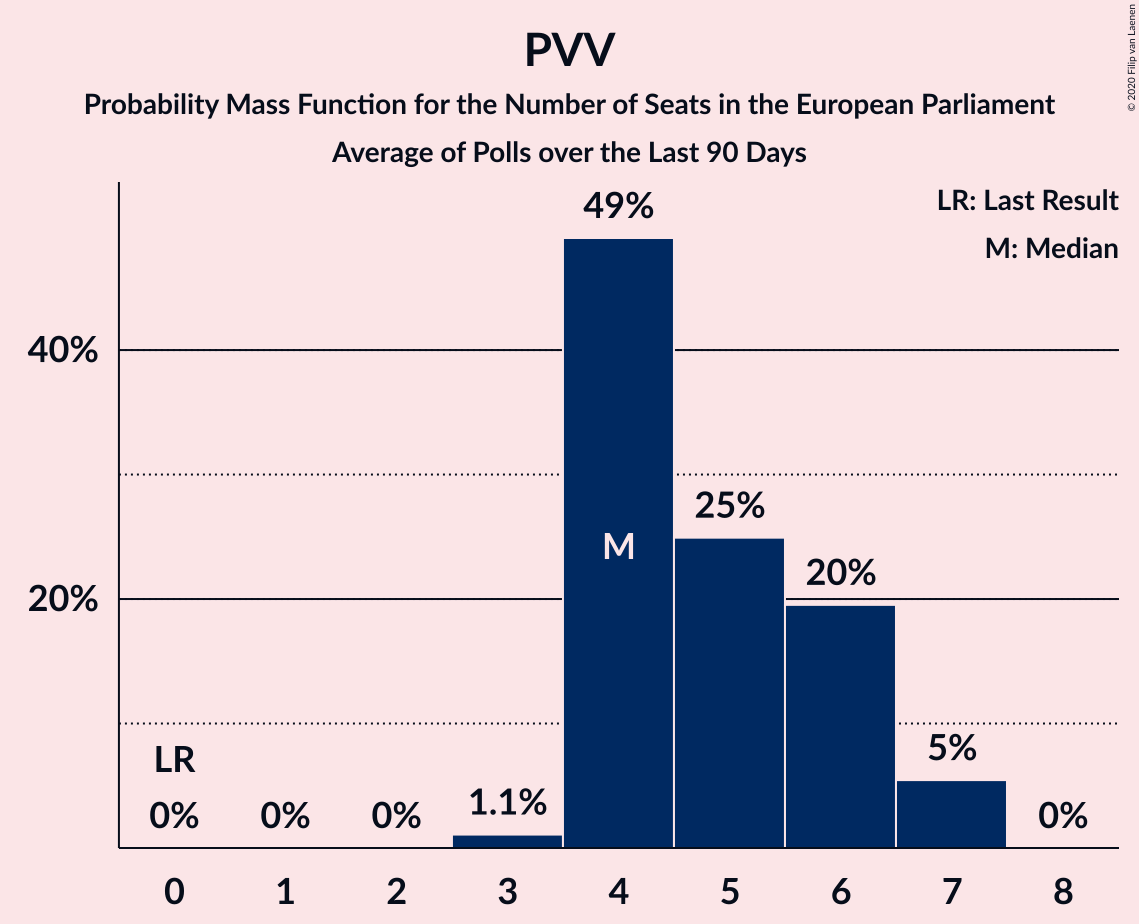 PVV
Probability Mass Function for the Number of Seats in the European Parliament
Average of Polls over the Last 90 Days
© 2020 Filip van Laenen
LR: Last Result
M: Median
40%
20%
LR
0%
0%
0%
1.1%
49%
M
25%
20%
5%
0%
0 1 2 3 4 5 6 7 8